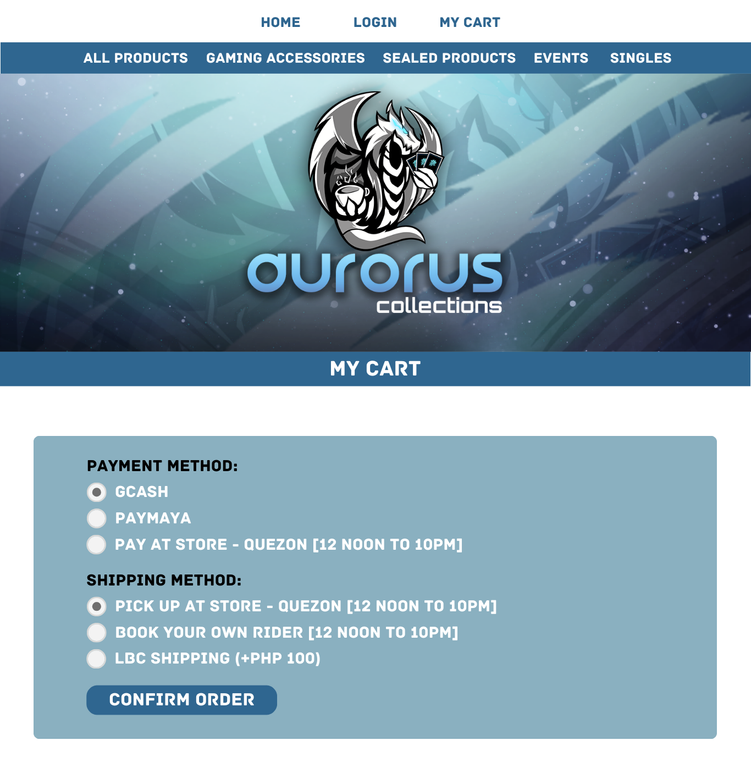 HOME LOGIN MY CART
ALL PRODUCTS GAMING ACCESSORIES SEALED PRODUCTS EVENTS SINGLES
aurorus
collections
MY CART
PAYMENT METHOD:
GCASH
PAYMAYA
PAY AT STORE - QUEZON [12 NOON TO 10PM]
SHIPPING METHOD:
PICK UP AT STORE - QUEZON [12 NOON TO 10PM]
BOOK YOUR OWN RIDER [12 NOON TO 10PM]
LBC SHIPPING (+PHP 100)
CONFIRM ORDER